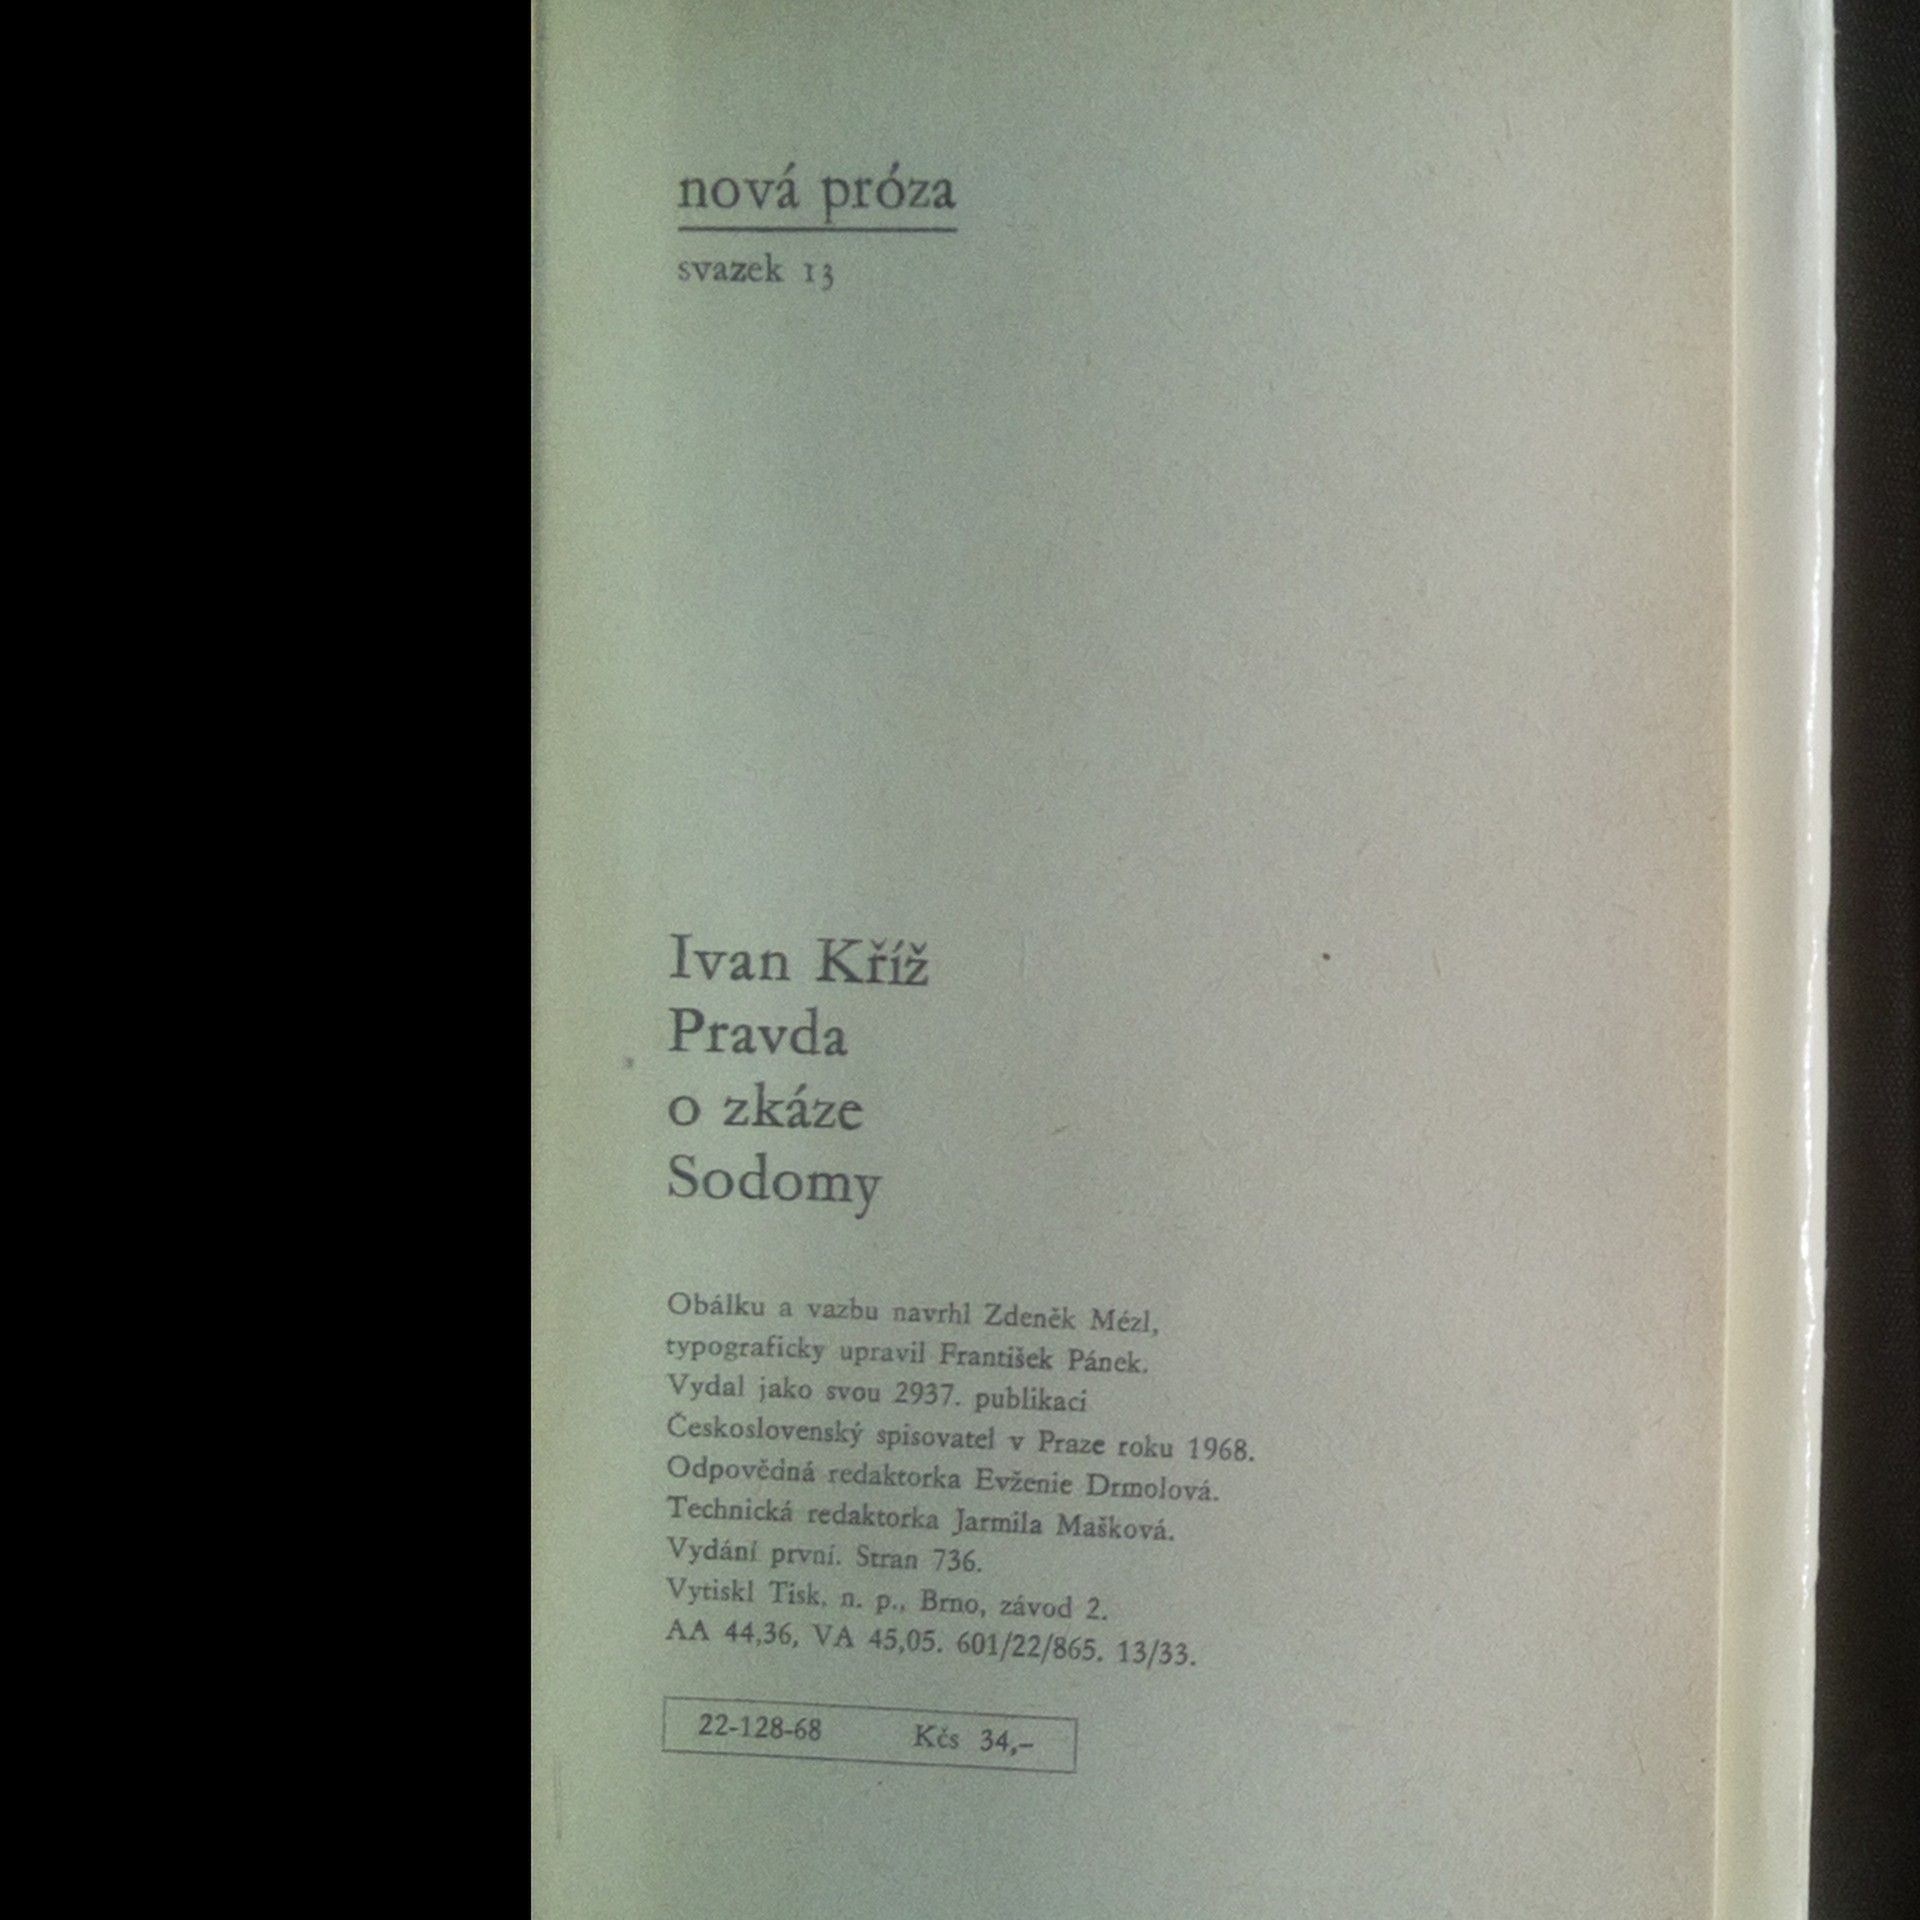 nová próza
svazek 13
Ivan Kříž
Pravda
o zkáze
Sodomy
Obálku a vazbu navrhl Zdeněk Mézl,
typograficky upravil František Pánek.
Vydal jako svou 2937. publikaci
Československý spisovatel v Praze roku 1968.
Odpovědná redaktorka Evženie Drmolová.
Technická redaktorka Jarmila Mašková.
Vydání první. Stran 736.
Vytiskl Tisk, n. p., Brno, závod 2.
AA 44,36, VA 45,05. 601/22/865. 13/33.
22-128-68 Kčs 34,–